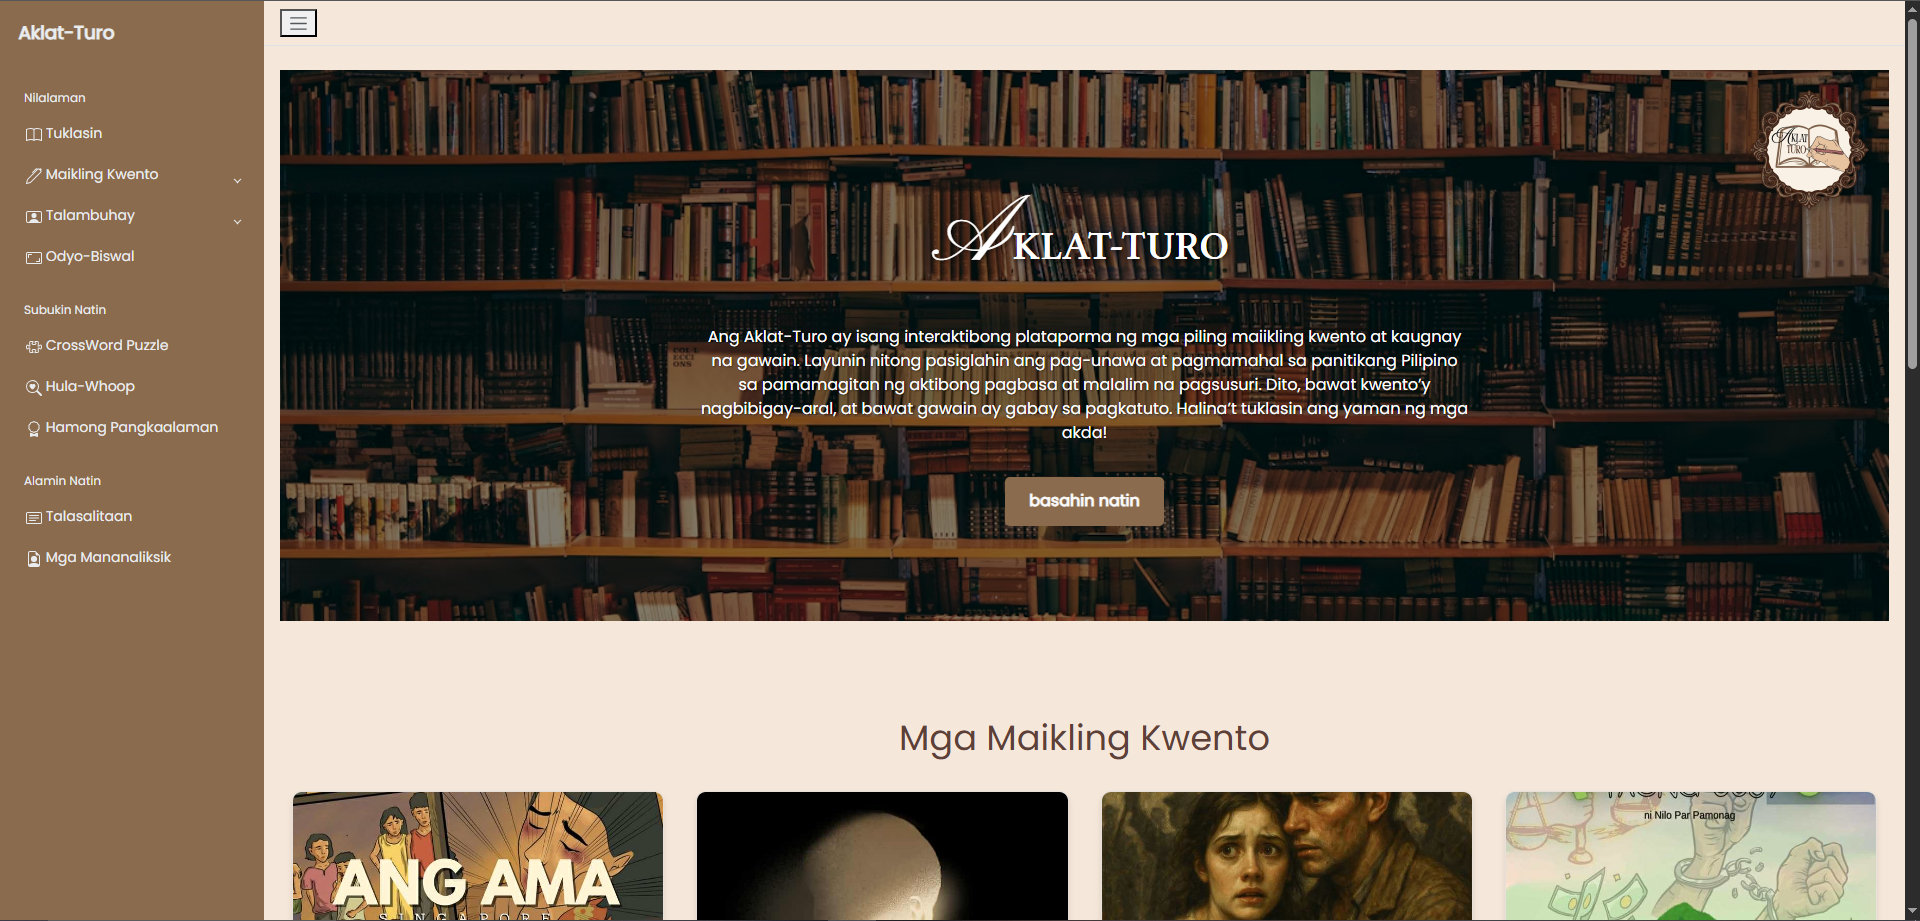 Aklat-Turo
Nilalaman
Tuklasin
Maikling Kwento
Talambuhay
Odyo-Biswal
Subukin Natin
CrossWord Puzzle
Hula-Whoop
Hamong Pangkaalaman
Alamin Natin
Talasalitaan
Mga Mananaliksik
AKLAT
TURO
AKLAT-TURO
Ang Aklat-Turo ay isang interaktibong plataporma ng mga piling maiikling kwento at kaugnay
na gawain. Layunin nitong pasiglahin ang pag-unawa at pagmamahal sa panitikang Pilipino
sa pamamagitan ng aktibong pagbasa at malalim na pagsusuri. Dito, bawat kwento'y
nagbibigay-aral, at bawat gawain ay gabay sa pagkatuto. Halina't tuklasin ang yaman ng mga
akda!
basahin natin
Mga Maikling Kwento
ANG AMA
SINGAPORE
ni Nilo Par Pamonag